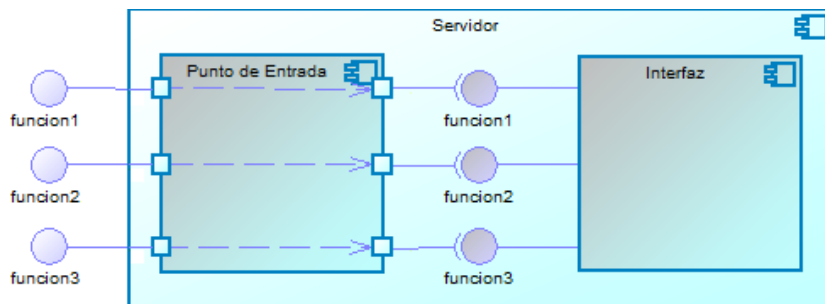 Servidor
Punto de Entrada
Interfaz
funcion1
funcion1
funcion2
funcion2
funcion3
funcion3